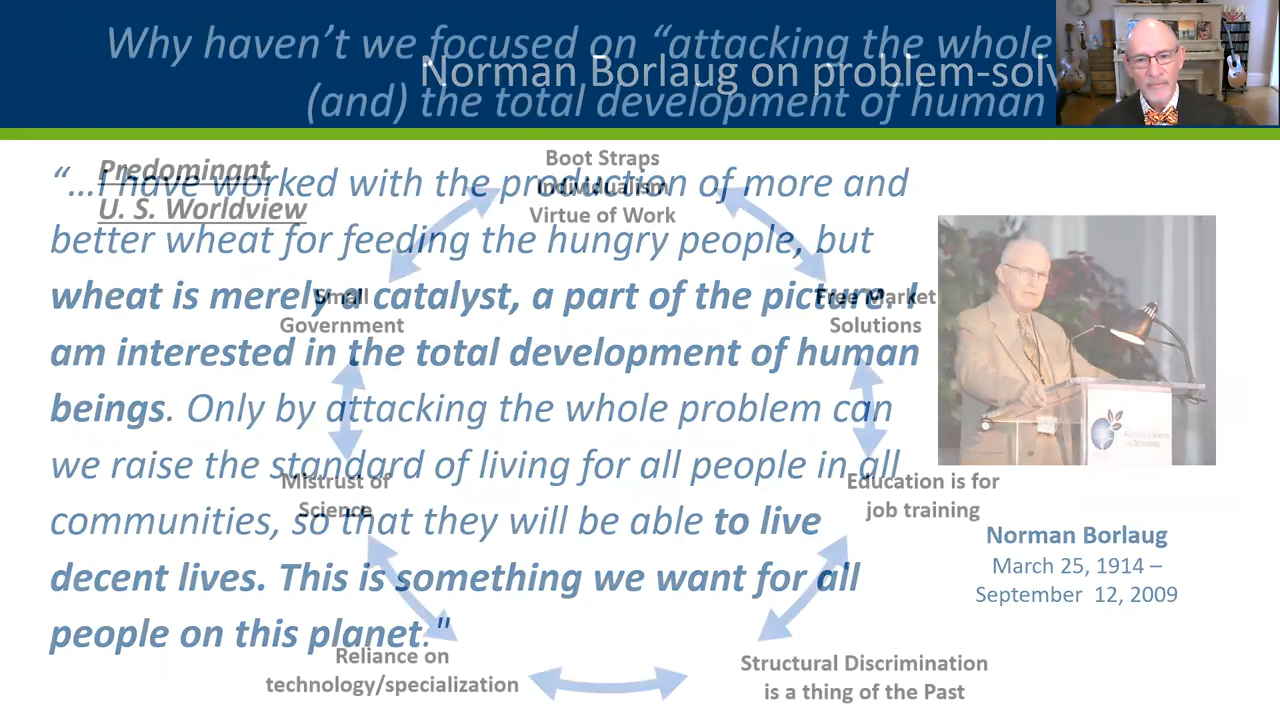 Why haven't we focused on "attacking the whole
Norman Borlaug on problem-solv
(and) the total development of human
Predominant
U. S. Worldview
"...I have worked with the production of more and
better wheat for feeding the hungry people, but
wheat is merely a catalyst, a part of the picture. I
am interested in the total development of human
beings. Only by attacking the whole problem can
we raise the standard of living for all people in all
communities, so that they will be able to live
decent lives. This is something we want for all
people on this planet."
Boot Straps
Individualism
Virtue of Work
Small
Government
Free Market
Solutions
Mistrust of
Science
Education is for
job training
Reliance on
technology/specialization
Structural Discrimination
is a thing of the Past
Norman Borlaug
March 25, 1914 –
September 12, 2009